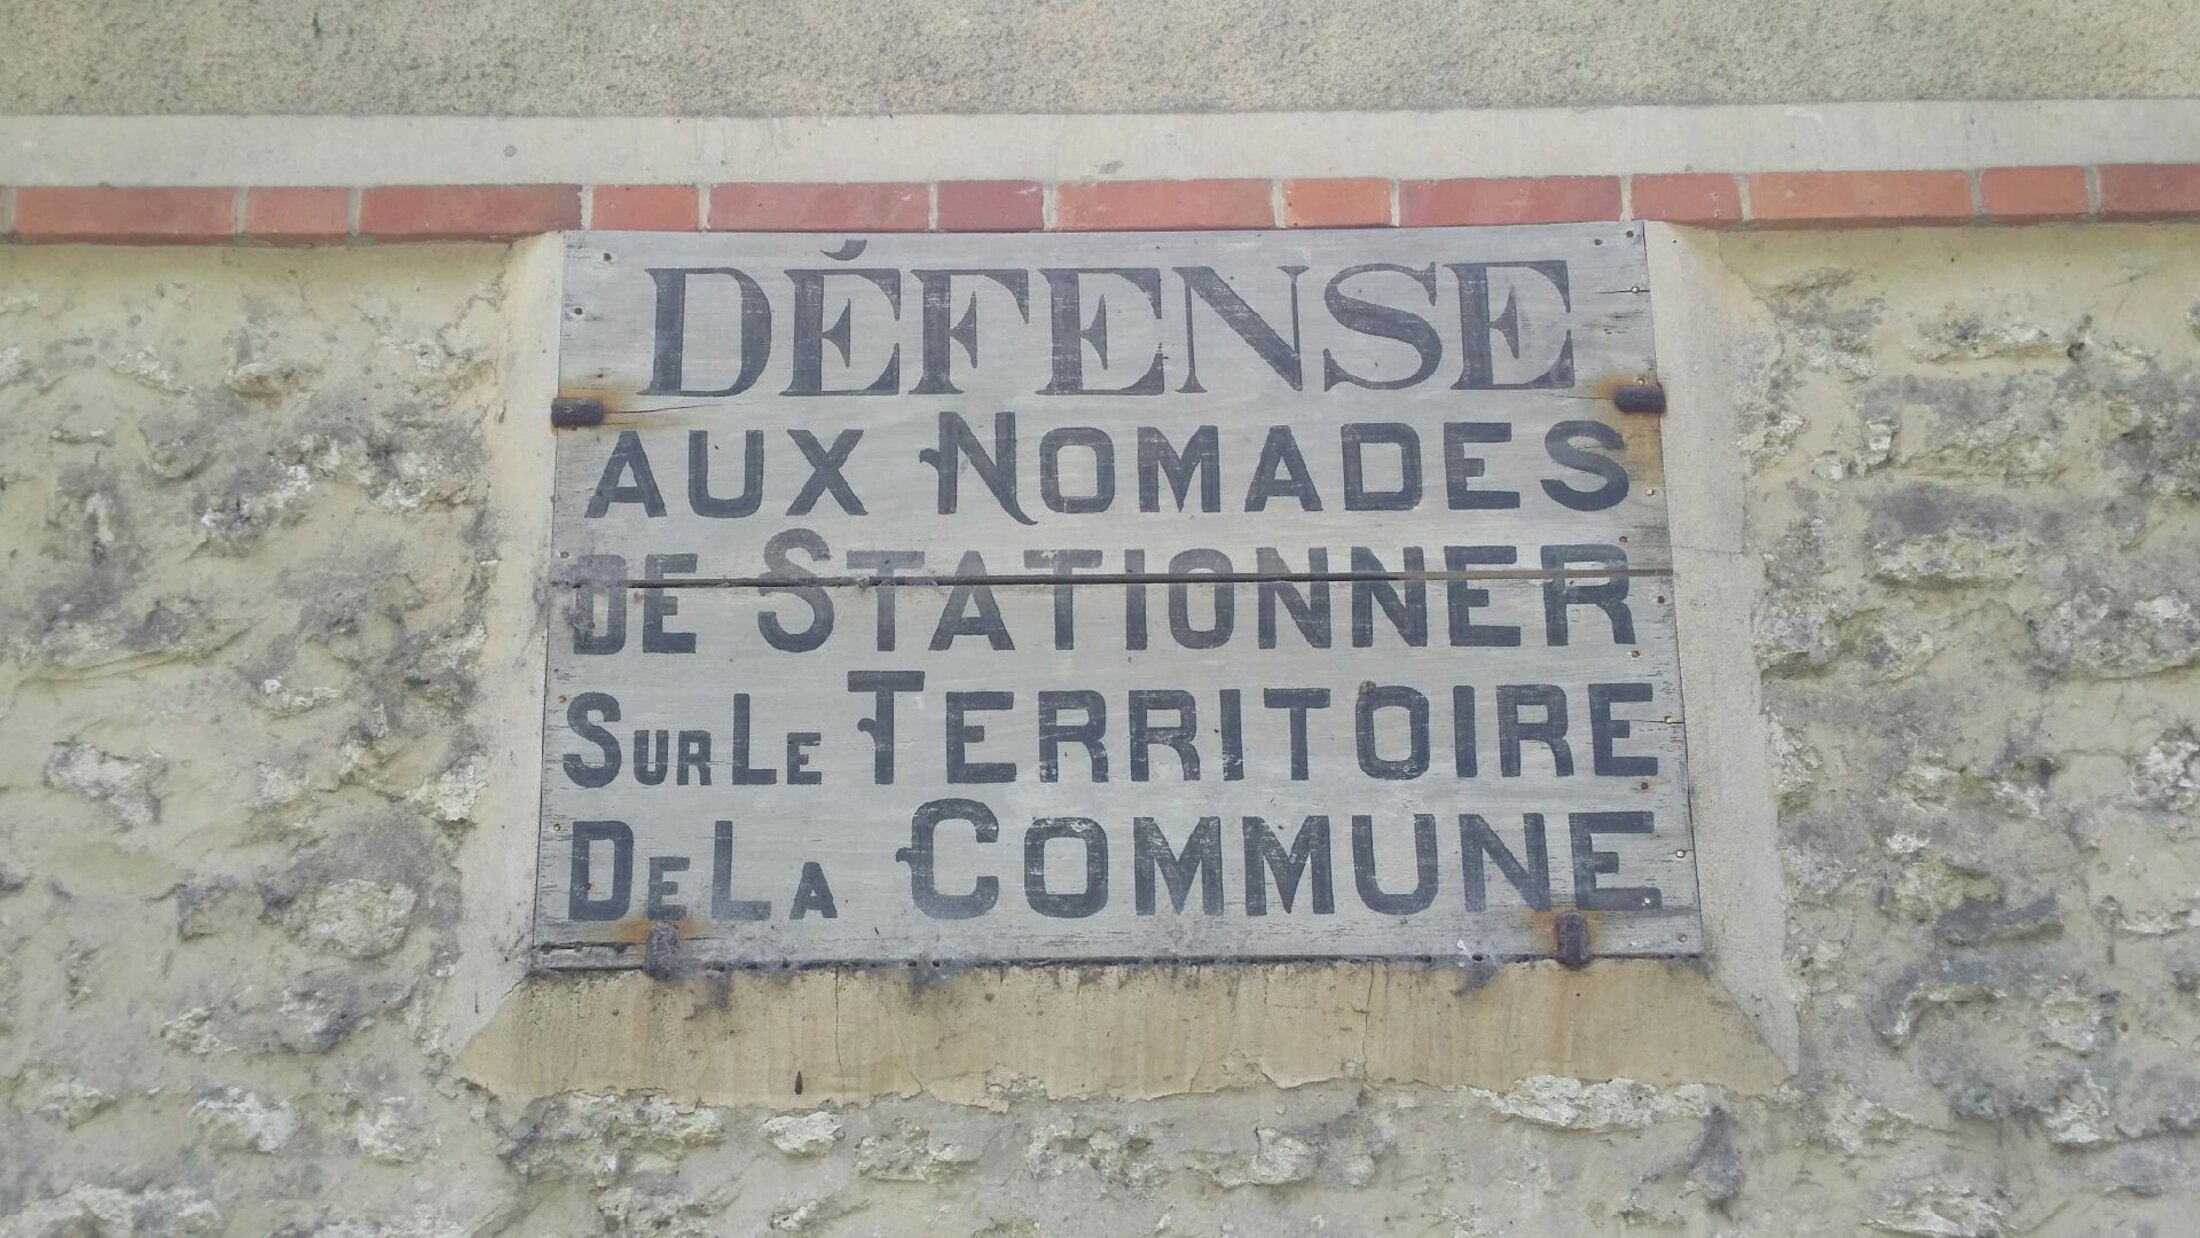 DÉFENSE
AUX NOMADES
DE STATIONNER
SUR LE TERRITOIRE
DE LA COMMUNE